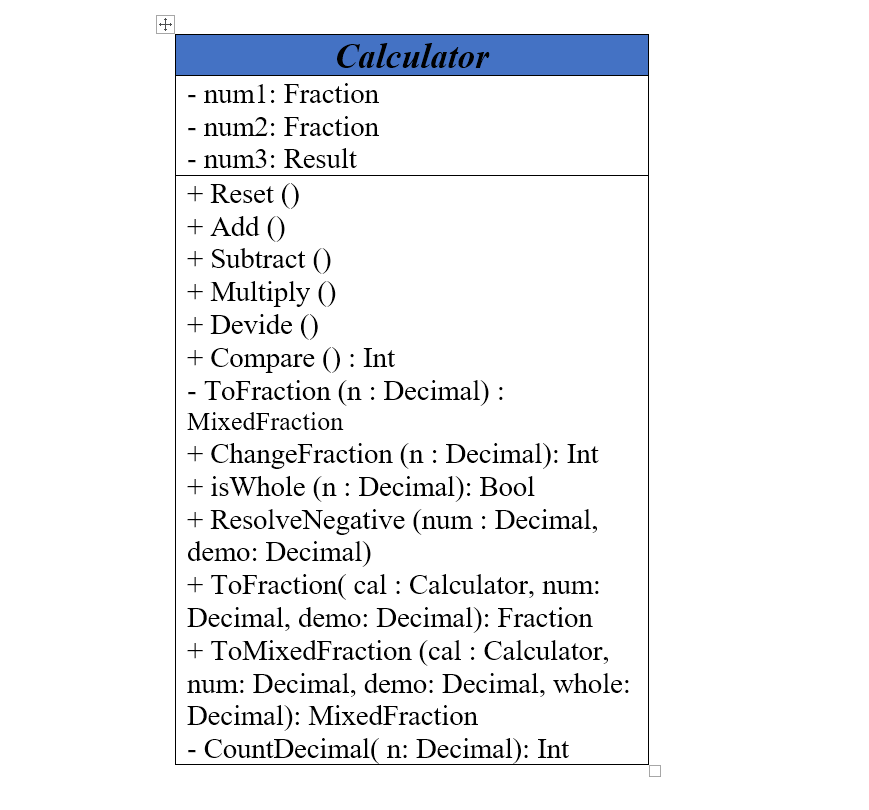 Calculator
- num1: Fraction
- num2: Fraction
- num3: Result
+ Reset ()
+ Add ()
+ Subtract ()
+ Multiply ()
+ Devide ()
+ Compare () : Int
- ToFraction (n : Decimal) :
MixedFraction
+ ChangeFraction (n : Decimal): Int
+ isWhole (n : Decimal): Bool
+ ResolveNegative (num : Decimal,
demo: Decimal)
+ ToFraction( cal : Calculator, num:
Decimal, demo: Decimal): Fraction
+ ToMixedFraction (cal : Calculator,
num: Decimal, demo: Decimal, whole:
Decimal): MixedFraction
- CountDecimal( n: Decimal): Int